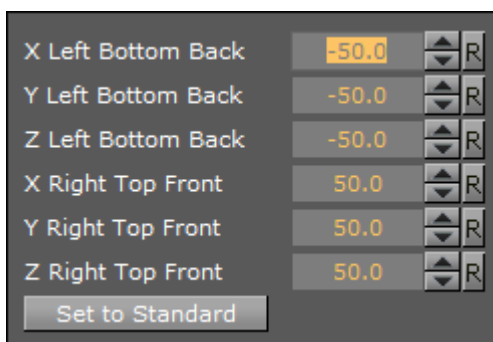 X Left Bottom Back -50.0 R
Y Left Bottom Back -50.0 R
Z Left Bottom Back -50.0 R
X Right Top Front 50.0 R
Y Right Top Front 50.0 R
Z Right Top Front 50.0 R
Set to Standard